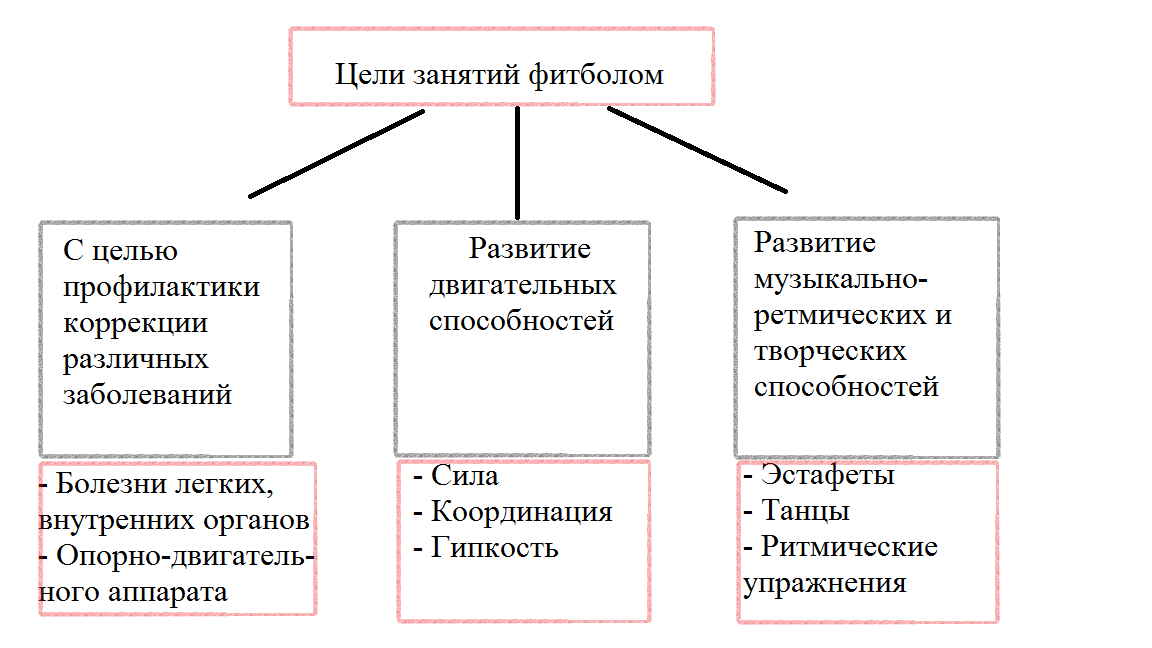 Цели занятий фитболом
С целью
профилактики
коррекции
различных
заболеваний
Развитие
двигательных
способностей
Развитие
музыкально-
ретмических и
творческих
способностей
- Болезни легких,
внутренних органов
- Опорно-двигатель-
ного аппарата
- Сила
- Координация
- Гипкость
- Эстафеты
- Танцы
- Ритмические
упражнения